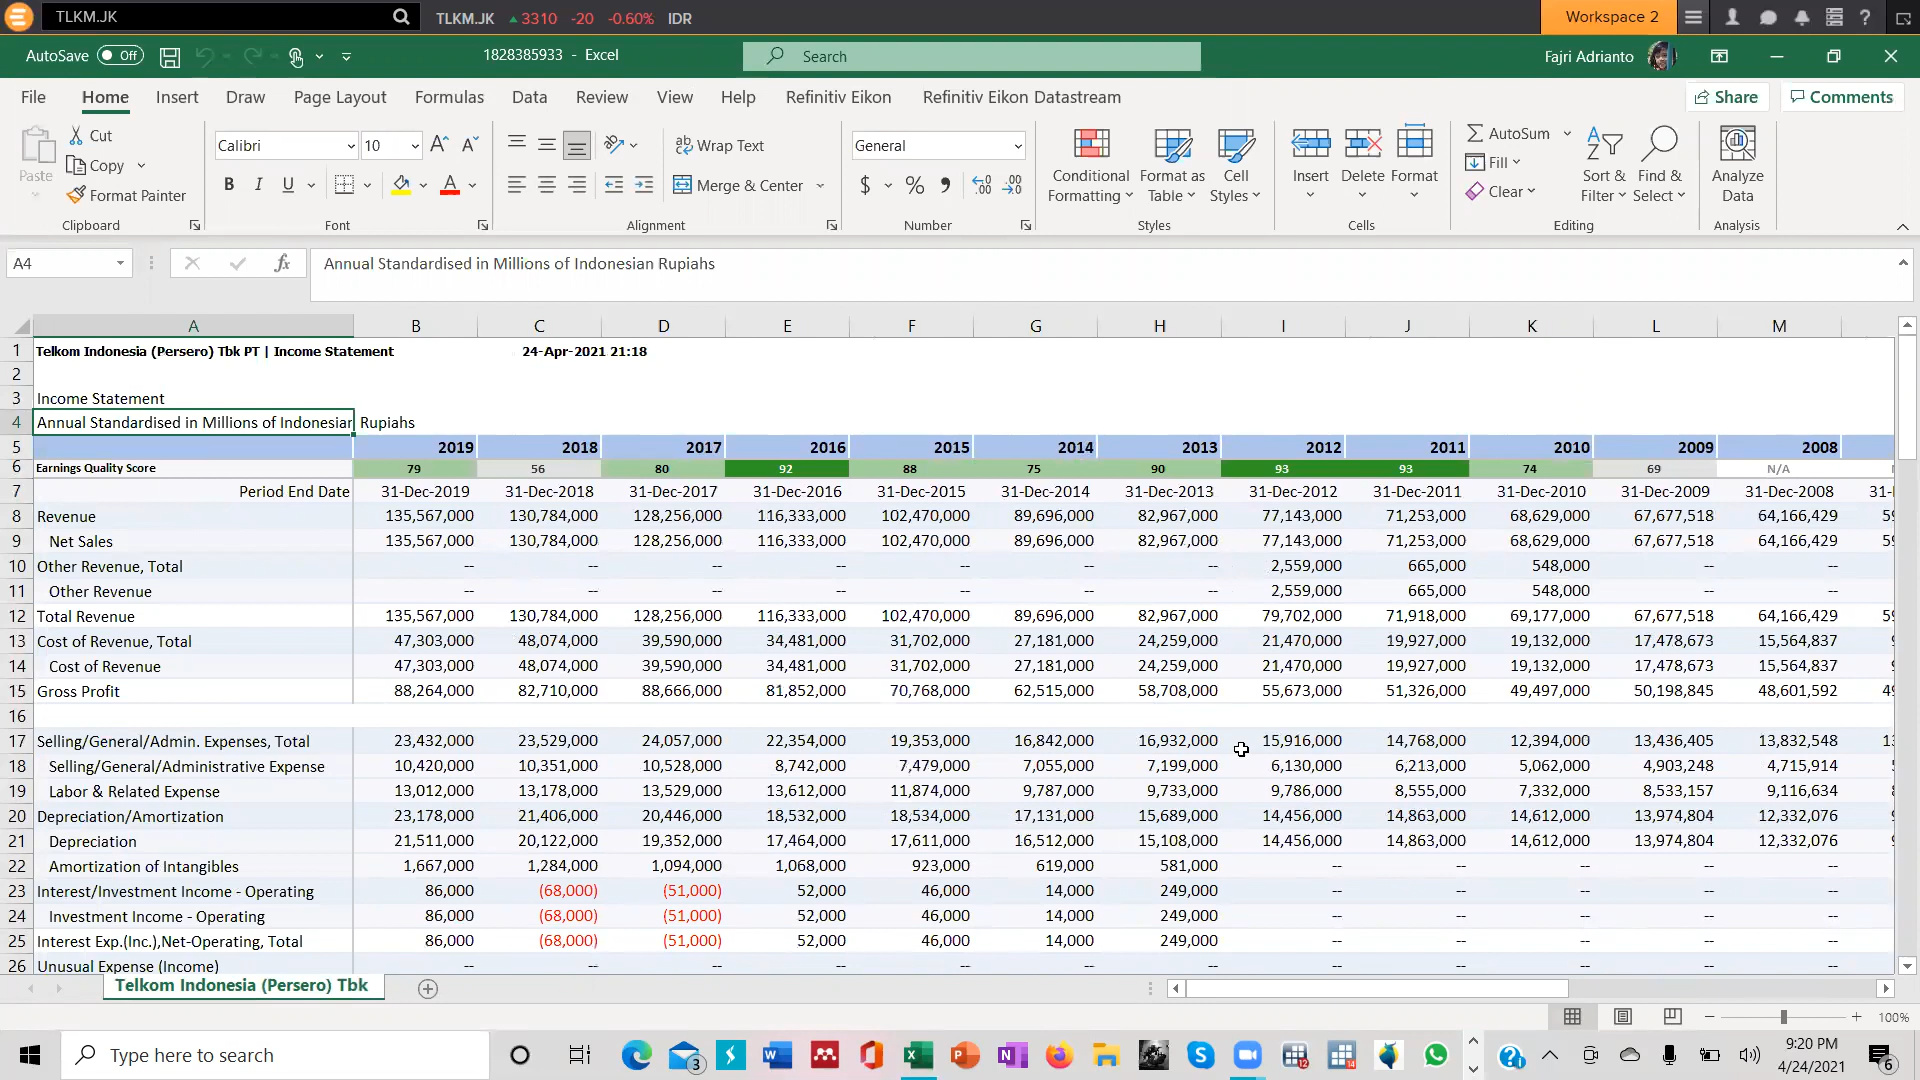 TLKM.JK TLKM.JK 3310 -20 -0.60% IDR Workspace 2 ?
AutoSave Off 1828385933 - Excel Search Fajri Adrianto
File Home Insert Draw Page Layout Formulas Data Review View Help Refinitiv Eikon Refinitiv Eikon Datastream Share Comments
Paste Cut Copy Format Painter Clipboard
Calibri 10 B I U Font
Wrap Text Merge & Center Alignment
General $ % Number
Conditional Formatting Format as Table Cell Styles Styles
Insert Delete Format Cells
AutoSum Fill Clear Sort & Filter Find & Select Editing
Analyze Data Analysis
A4 fx Annual Standardised in Millions of Indonesian Rupiahs
A B C D E F G H I J K L M
1 Telkom Indonesia (Persero) Tbk PT | Income Statement 24-Apr-2021 21:18
2
3 Income Statement
4 Annual Standardised in Millions of Indonesian Rupiahs
5 2019 2018 2017 2016 2015 2014 2013 2012 2011 2010 2009 2008
6 Earnings Quality Score 79 56 80 92 88 75 90 93 93 74 69 N/A
7 Period End Date 31-Dec-2019 31-Dec-2018 31-Dec-2017 31-Dec-2016 31-Dec-2015 31-Dec-2014 31-Dec-2013 31-Dec-2012 31-Dec-2011 31-Dec-2010 31-Dec-2009 31-Dec-2008
8 Revenue 135,567,000 130,784,000 128,256,000 116,333,000 102,470,000 89,696,000 82,967,000 77,143,000 71,253,000 68,629,000 67,677,518 64,166,429
9 Net Sales 135,567,000 130,784,000 128,256,000 116,333,000 102,470,000 89,696,000 82,967,000 77,143,000 71,253,000 68,629,000 67,677,518 64,166,429
10 Other Revenue, Total -- -- -- -- -- -- -- 2,559,000 665,000 548,000 -- --
11 Other Revenue -- -- -- -- -- -- -- 2,559,000 665,000 548,000 -- --
12 Total Revenue 135,567,000 130,784,000 128,256,000 116,333,000 102,470,000 89,696,000 82,967,000 79,702,000 71,918,000 69,177,000 67,677,518 64,166,429
13 Cost of Revenue, Total 47,303,000 48,074,000 39,590,000 34,481,000 31,702,000 27,181,000 24,259,000 21,470,000 19,927,000 19,132,000 17,478,673 15,564,837
14 Cost of Revenue 47,303,000 48,074,000 39,590,000 34,481,000 31,702,000 27,181,000 24,259,000 21,470,000 19,927,000 19,132,000 17,478,673 15,564,837
15 Gross Profit 88,264,000 82,710,000 88,666,000 81,852,000 70,768,000 62,515,000 58,708,000 55,673,000 51,326,000 49,497,000 50,198,845 48,601,592
16
17 Selling/General/Admin. Expenses, Total 23,432,000 23,529,000 24,057,000 22,354,000 19,353,000 16,842,000 16,932,000 15,916,000 14,768,000 12,394,000 13,436,405 13,832,548
18 Selling/General/Administrative Expense 10,420,000 10,351,000 10,528,000 8,742,000 7,479,000 7,055,000 7,199,000 6,130,000 6,213,000 5,062,000 4,903,248 4,715,914
19 Labor & Related Expense 13,012,000 13,178,000 13,529,000 13,612,000 11,874,000 9,787,000 9,733,000 9,786,000 8,555,000 7,332,000 8,533,157 9,116,634
20 Depreciation/Amortization 23,178,000 21,406,000 20,446,000 18,532,000 18,534,000 17,131,000 15,689,000 14,456,000 14,863,000 14,612,000 13,974,804 12,332,076
21 Depreciation 21,511,000 20,122,000 19,352,000 17,464,000 17,611,000 16,512,000 15,108,000 14,456,000 14,863,000 14,612,000 13,974,804 12,332,076
22 Amortization of Intangibles 1,667,000 1,284,000 1,094,000 1,068,000 923,000 619,000 581,000 -- -- -- -- --
23 Interest/Investment Income - Operating 86,000 (68,000) (51,000) 52,000 46,000 14,000 249,000 -- -- -- -- --
24 Investment Income - Operating 86,000 (68,000) (51,000) 52,000 46,000 14,000 249,000 -- -- -- -- --
25 Interest Exp.(Inc.),Net-Operating, Total 86,000 (68,000) (51,000) 52,000 46,000 14,000 249,000 -- -- -- -- --
26 Unusual Expense (Income) -- -- -- -- -- -- -- -- -- -- -- --
Telkom Indonesia (Persero) Tbk
100%
Type here to search 3 9:20 PM
4/24/2021 6